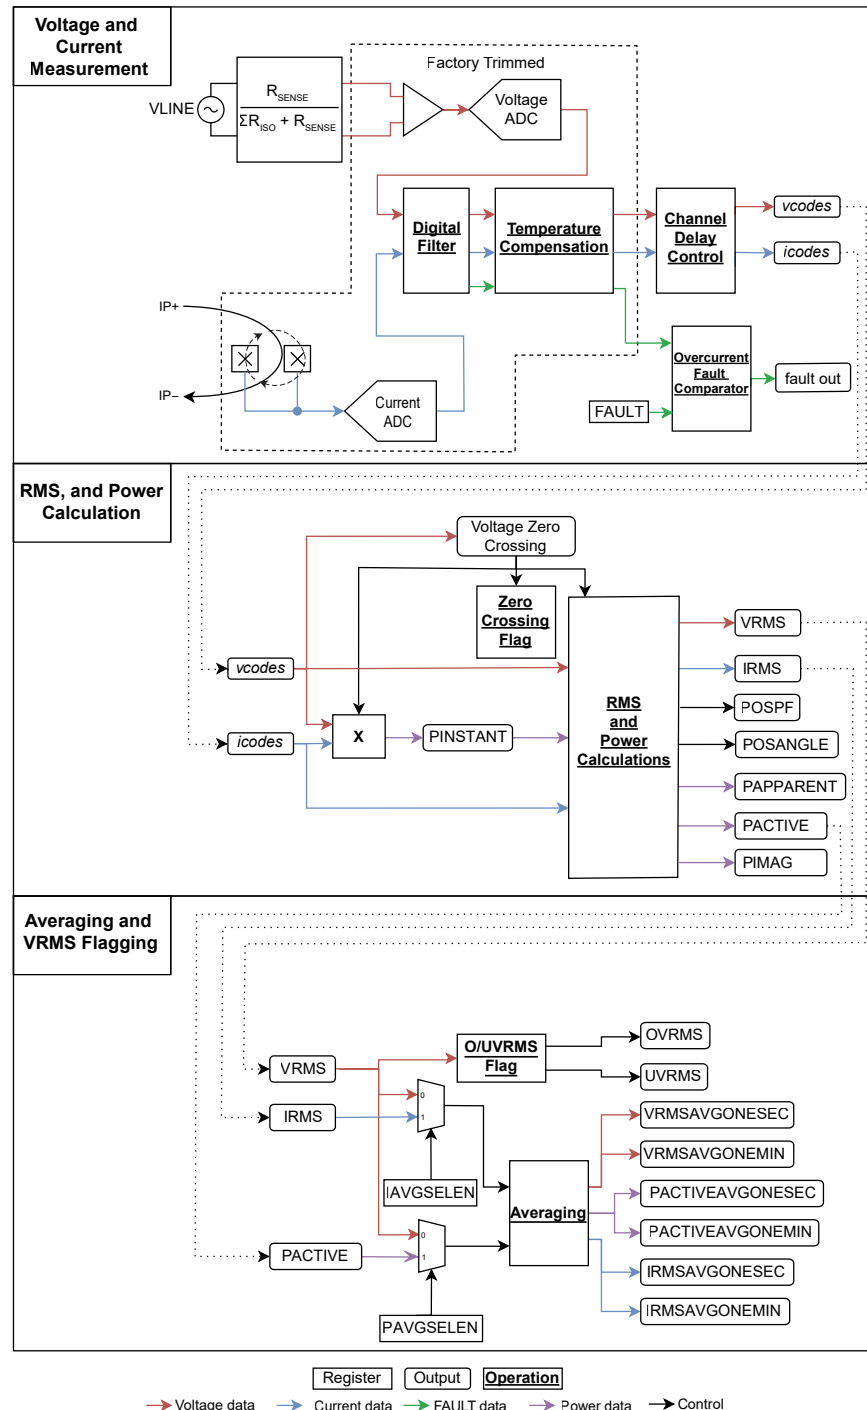 Voltage and
Current
Measurement
Factory Trimmed
VLINE
RSENSE
ΣRISO + RSENSE
Voltage
ADC
Digital
Filter
Temperature
Compensation
Channel
Delay
Control
vcodes
icodes
IP+
IP–
Current
ADC
FAULT
Overcurrent
Fault
Comparator
fault out
RMS, and Power
Calculation
Voltage Zero
Crossing
Zero
Crossing
Flag
vcodes
icodes
X
PINSTANT
RMS
and
Power
Calculations
VRMS
IRMS
POSPF
POSANGLE
PAPPARENT
PACTIVE
PIMAG
Averaging and
VRMS Flagging
VRMS
IRMS
PACTIVE
O/UVRMS
Flag
OVRMS
UVRMS
0
1
IAVGSELEN
0
1
PAVGSELEN
Averaging
VRMSAVGONESEC
VRMSAVGONEMIN
PACTIVEAVGONESEC
PACTIVEAVGONEMIN
IRMSAVGONESEC
IRMSAVGONEMIN
Register
Output
Operation
Voltage data
Current data
FAULT data
Power data
Control